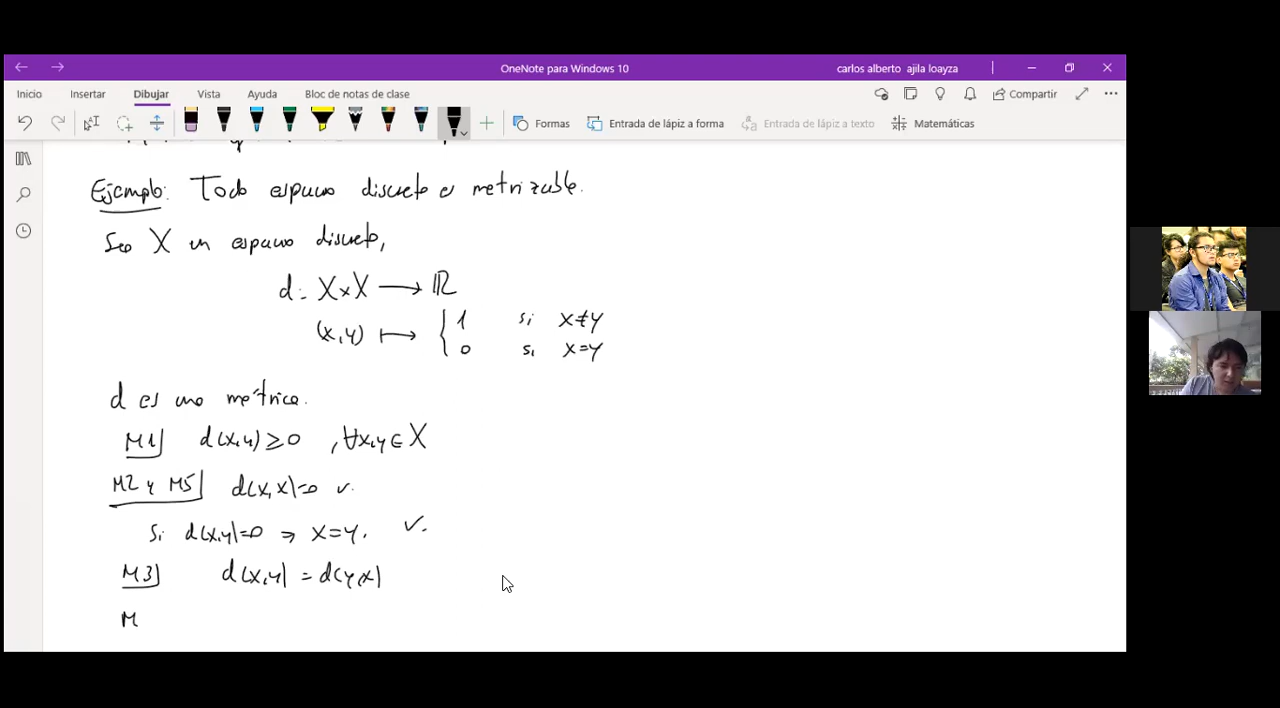 OneNote para Windows 10
carlos alberto ajila loayza
Inicio Insertar Dibujar Vista Ayuda Bloc de notas de clase
Compartir
Formas Entrada de lápiz a forma Entrada de lápiz a texto Matemáticas
Ejemplo: Todo espacio discreto es metrizable.
Sea X un espacio discreto,
d: X×X → ℝ
(x,y) ↦ { 1 si x≠y
0 si x=y
d es una métrica.
M1] d(x,y) ≥ 0 , ∀x,y ∈ X
M2 y M5] d(x,x)=0 ✓.
Si d(x,y)=0 ⇒ x=y. ✓.
M3] d(x,y) = d(y,x)
M